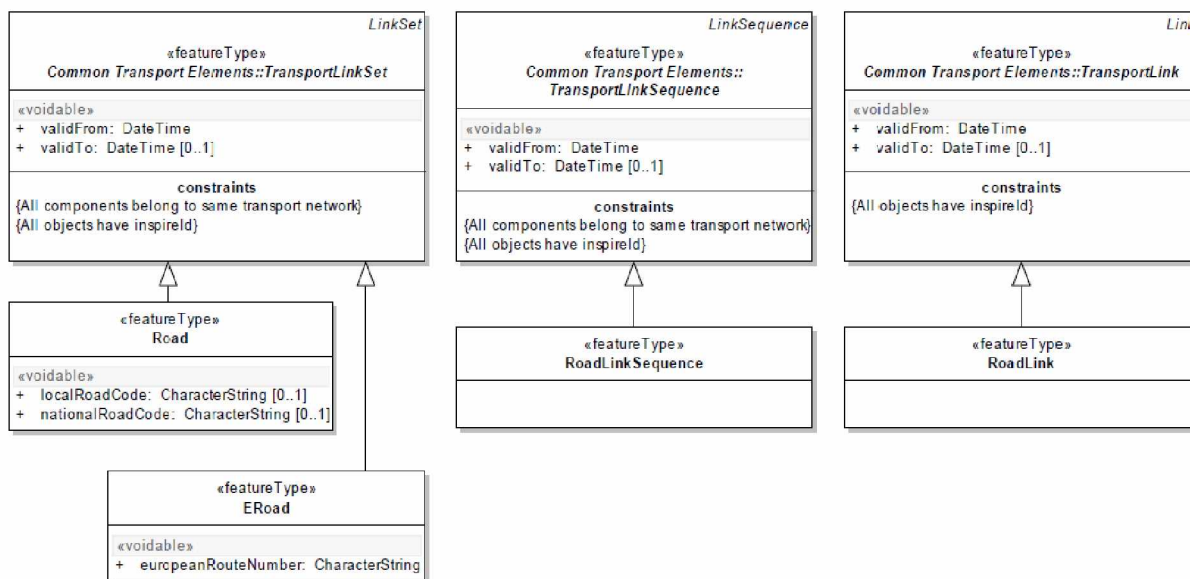 LinkSet
«featureType»
Common Transport Elements::TransportLinkSet
«voidable»
+ validFrom: DateTime
+ validTo: DateTime [0..1]
constraints
{All components belong to same transport network}
{All objects have inspireId}
«featureType»
Road
«voidable»
+ localRoadCode: CharacterString [0..1]
+ nationalRoadCode: CharacterString [0..1]
«featureType»
ERoad
«voidable»
+ europeanRouteNumber: CharacterString
LinkSequence
«featureType»
Common Transport Elements::
TransportLinkSequence
«voidable»
+ validFrom: DateTime
+ validTo: DateTime [0..1]
constraints
{All components belong to same transport network}
{All objects have inspireId}
«featureType»
RoadLinkSequence
«featureType»
Common Transport Elements::TransportLink
«voidable»
+ validFrom: DateTime
+ validTo: DateTime [0..1]
constraints
{All objects have inspireId}
«featureType»
RoadLink